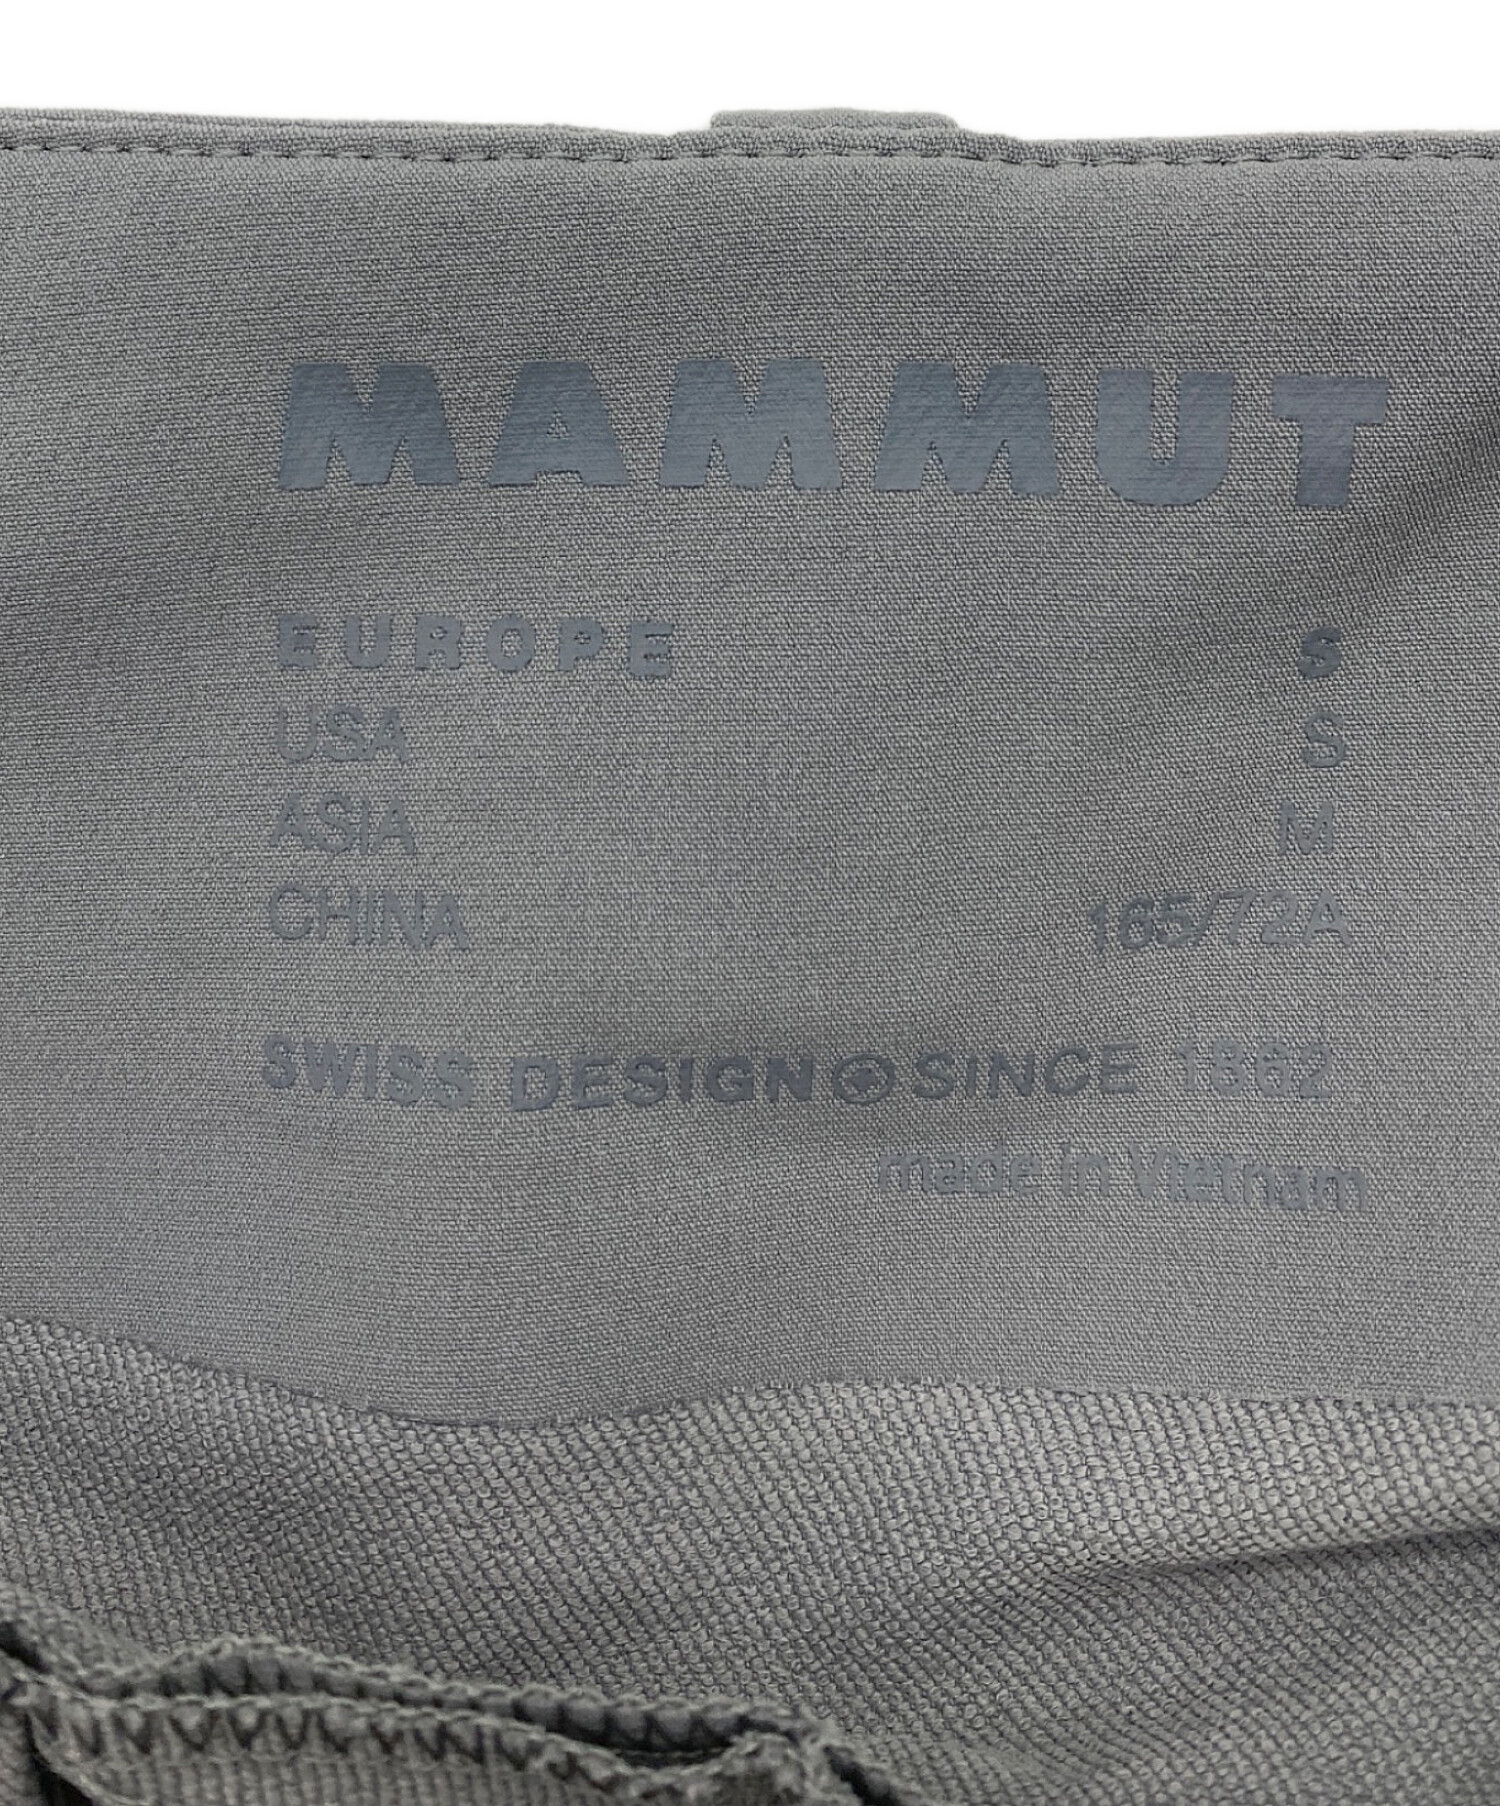 MAMMUT
EUROPE S
USA S
ASIA M
CHINA 165/72A
SWISS DESIGN SINCE 1862
made in Vietnam